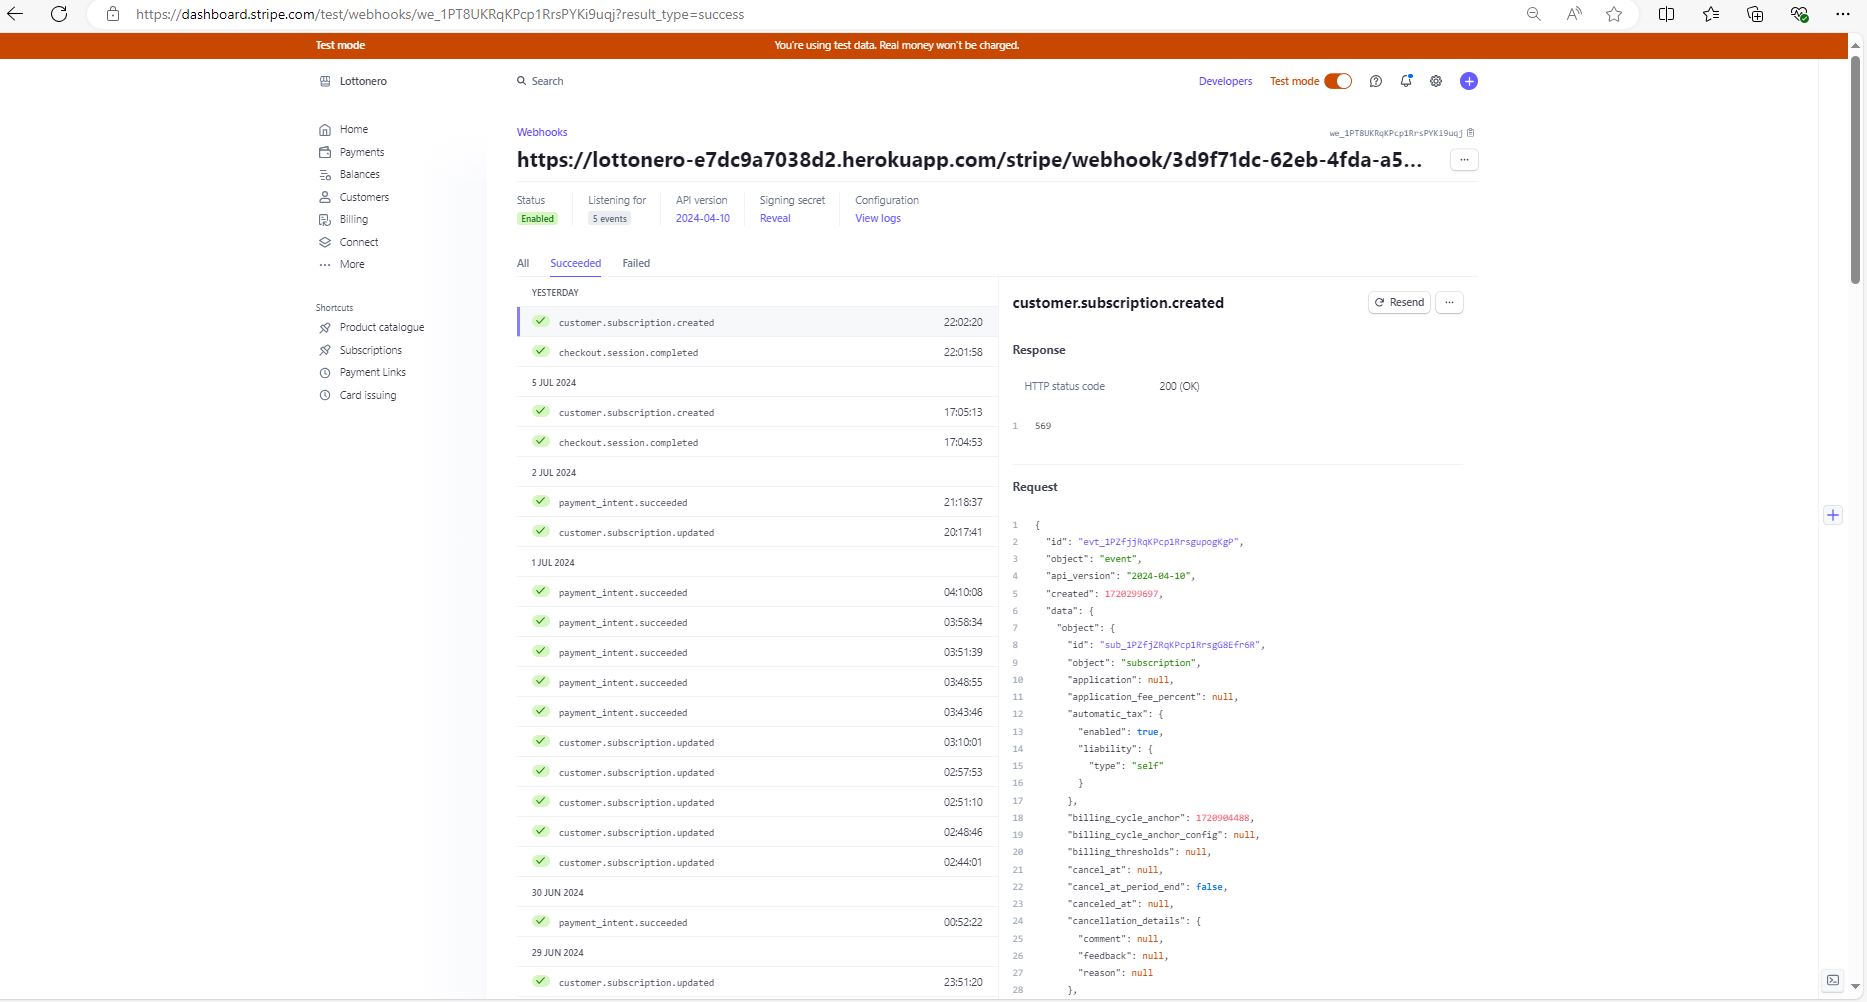 https://dashboard.stripe.com/test/webhooks/we_1PT8UKRqKPcp1RrsPYKi9uqj?result_type=success
Test mode
You're using test data. Real money won't be charged.
Lottonero
Search
Developers
Test mode
Home
Payments
Balances
Customers
Billing
Connect
More
Shortcuts
Product catalogue
Subscriptions
Payment Links
Card issuing
Webhooks
we_1PT8UKRqKPcp1RrsPYKi9uqj
https://lottonero-e7dc9a7038d2.herokuapp.com/stripe/webhook/3d9f71dc-62eb-4fda-a5...
Status
Enabled
Listening for
5 events
API version
2024-04-10
Signing secret
Reveal
Configuration
View logs
All Succeeded Failed
YESTERDAY
customer.subscription.created 22:02:20
checkout.session.completed 22:01:58
5 JUL 2024
customer.subscription.created 17:05:13
checkout.session.completed 17:04:53
2 JUL 2024
payment_intent.succeeded 21:18:37
customer.subscription.updated 20:17:41
1 JUL 2024
payment_intent.succeeded 04:10:08
payment_intent.succeeded 03:58:34
payment_intent.succeeded 03:51:39
payment_intent.succeeded 03:48:55
payment_intent.succeeded 03:43:46
customer.subscription.updated 03:10:01
customer.subscription.updated 02:57:53
customer.subscription.updated 02:51:10
customer.subscription.updated 02:48:46
customer.subscription.updated 02:44:01
30 JUN 2024
payment_intent.succeeded 00:52:22
29 JUN 2024
customer.subscription.updated 23:51:20
customer.subscription.created
Resend
Response
HTTP status code 200 (OK)
1 569
Request
1 {
2 "id": "evt_1PZfjjRqKPcp1RrsgupogKgP",
3 "object": "event",
4 "api_version": "2024-04-10",
5 "created": 1720299697,
6 "data": {
7 "object": {
8 "id": "sub_1PZfjZRqKPcp1RrsgG8Efr6R",
9 "object": "subscription",
10 "application": null,
11 "application_fee_percent": null,
12 "automatic_tax": {
13 "enabled": true,
14 "liability": {
15 "type": "self"
16 }
17 },
18 "billing_cycle_anchor": 1720904488,
19 "billing_cycle_anchor_config": null,
20 "billing_thresholds": null,
21 "cancel_at": null,
22 "cancel_at_period_end": false,
23 "canceled_at": null,
24 "cancellation_details": {
25 "comment": null,
26 "feedback": null,
27 "reason": null
28 },